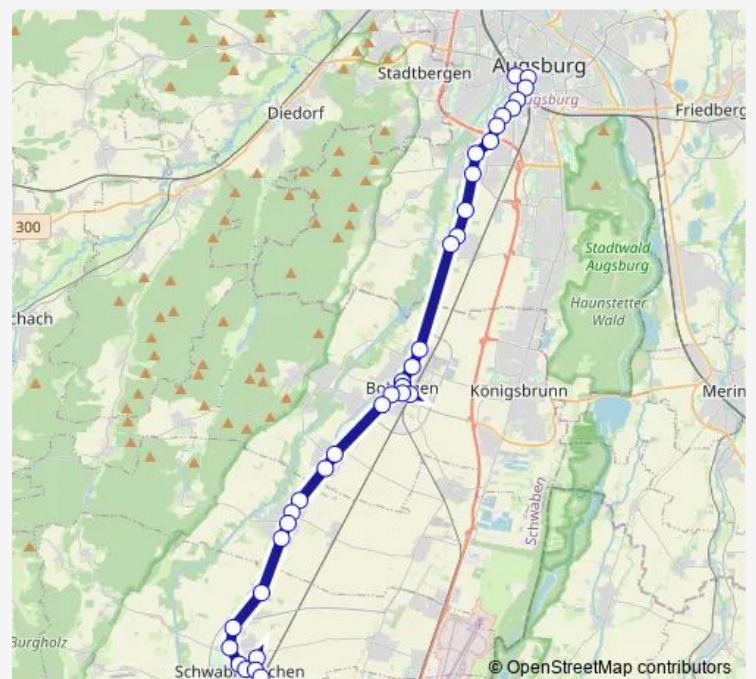 Augsburg
Stadtbergen
Augsburg
Friedberg
Diedorf
300
Stadtwald
Augsburg
Haunstetter
Wald
chach
Königsbrunn
Merin
Schwaben
Burgholz
© OpenStreetMap contributors